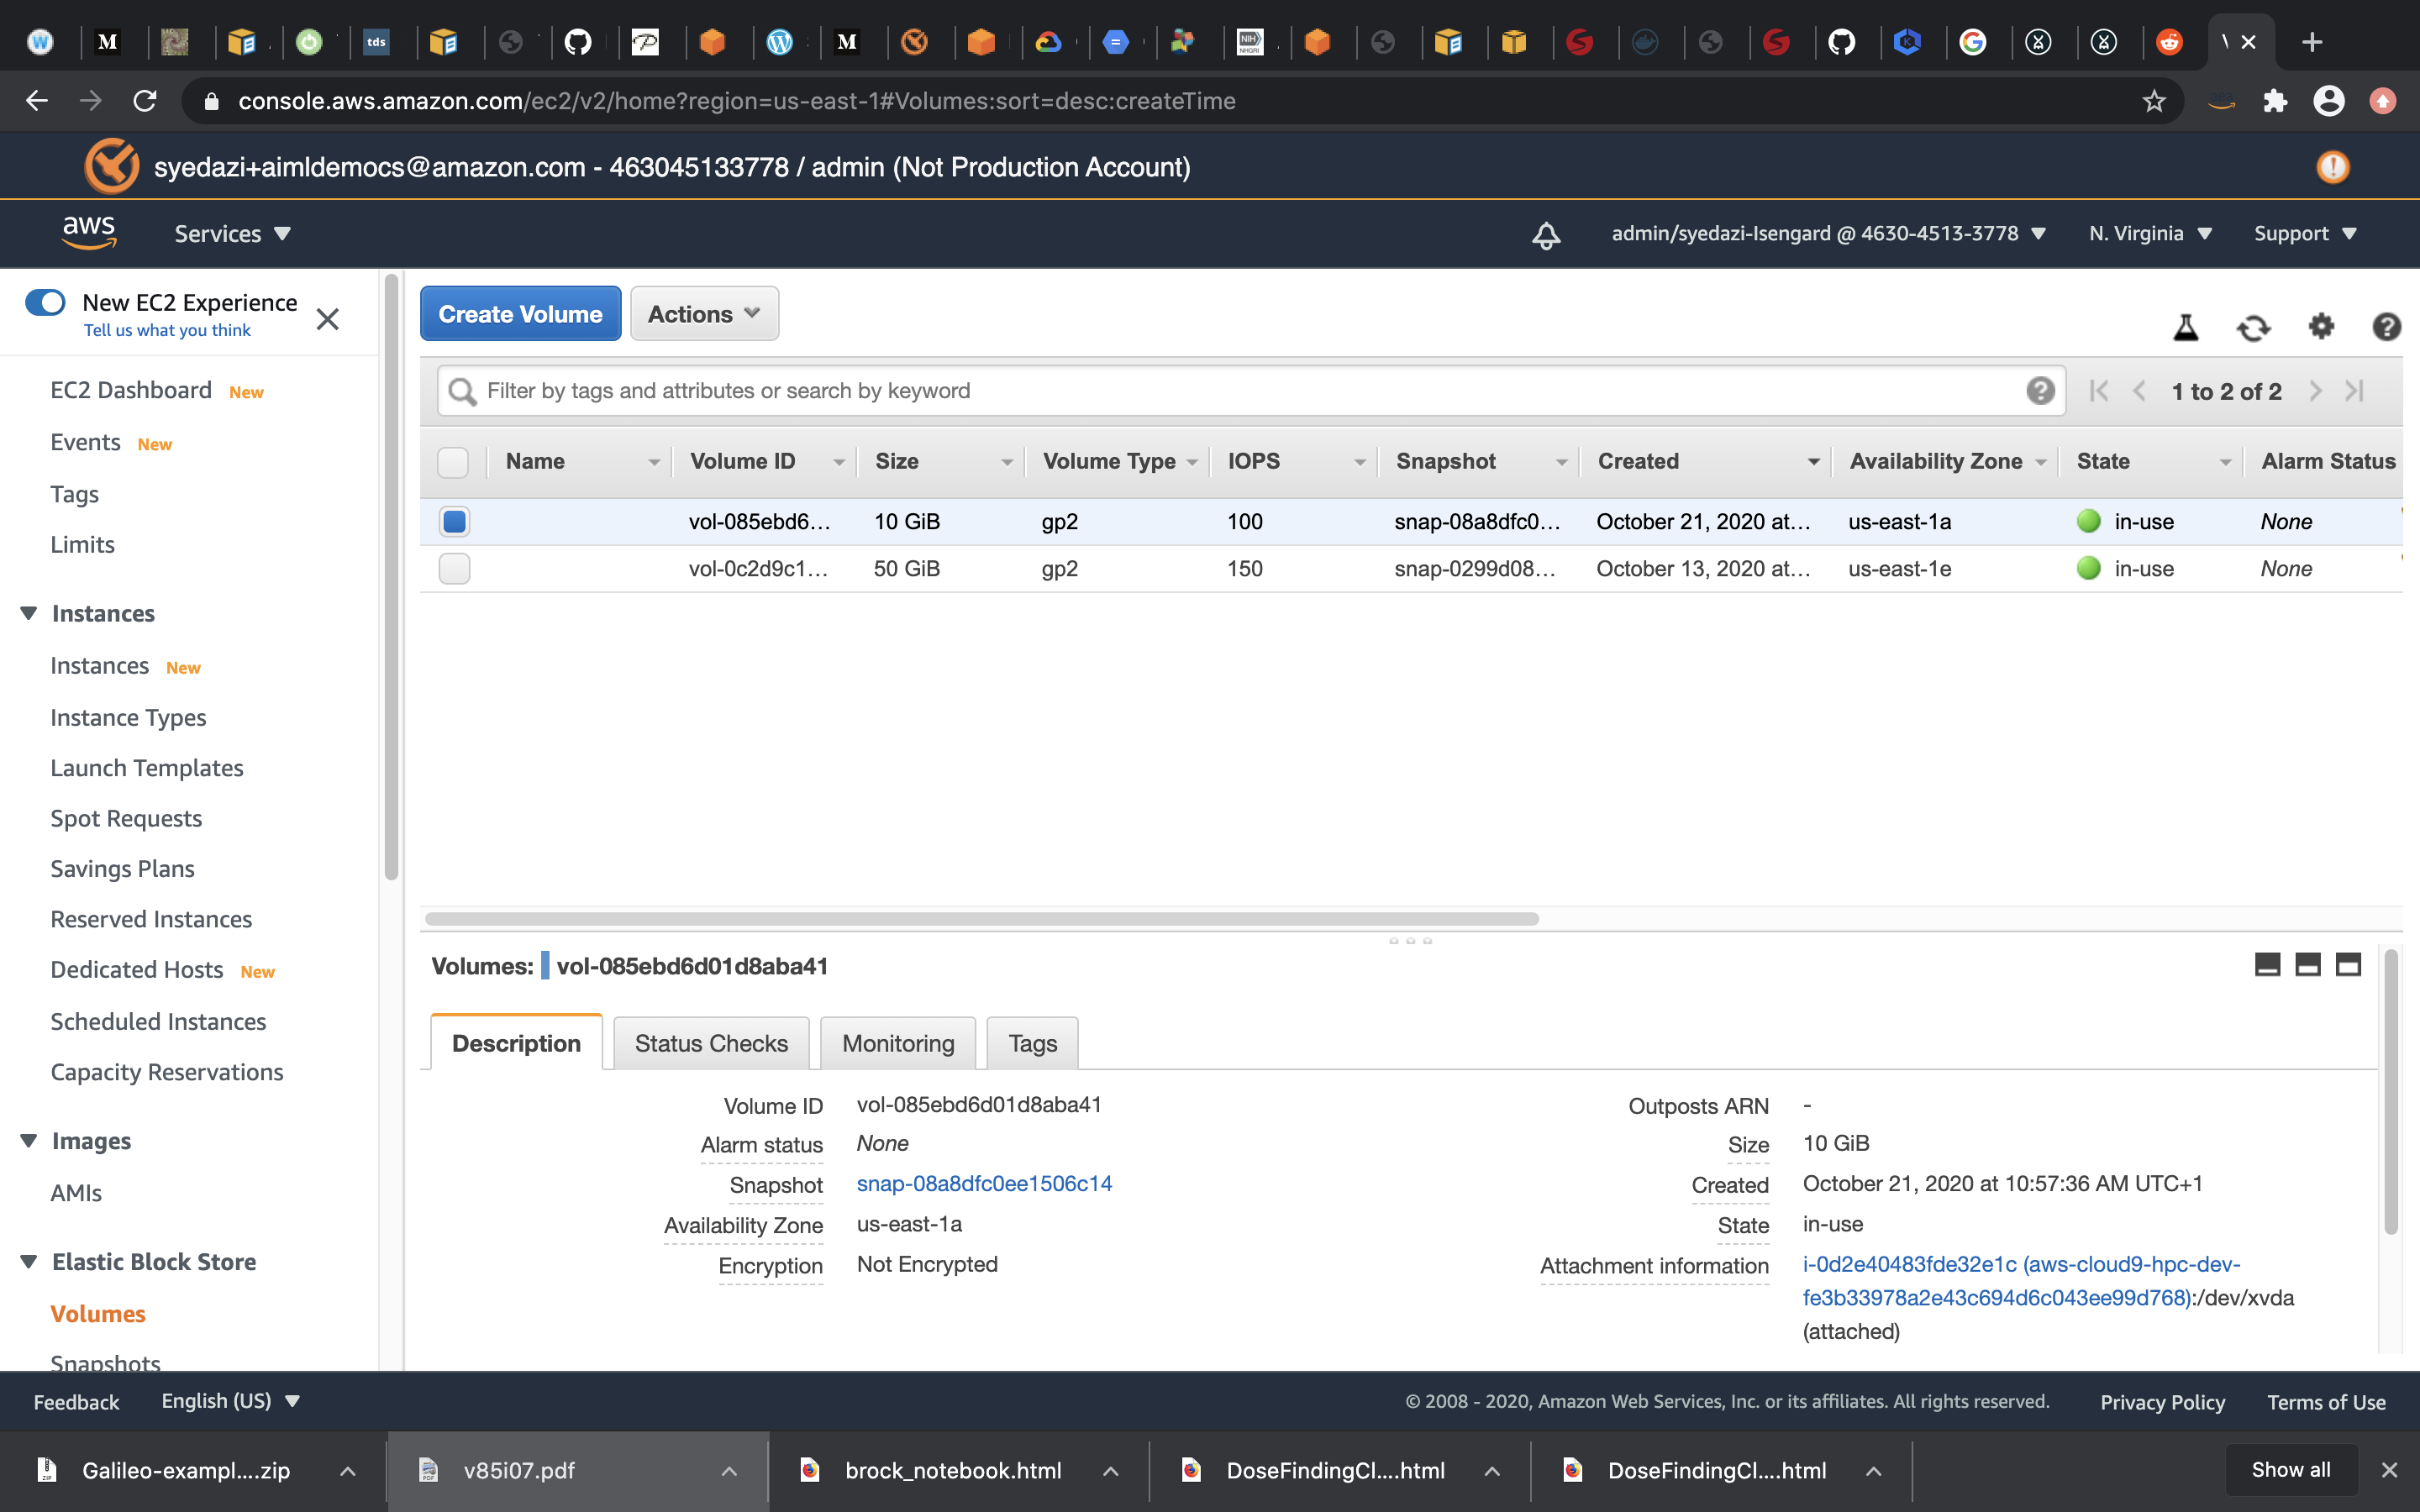 W M tds M NIH NHGRI G
console.aws.amazon.com/ec2/v2/home?region=us-east-1#Volumes:sort=desc:createTime
syedazi+aimldemocs@amazon.com - 463045133778 / admin (Not Production Account)
aws Services admin/syedazi-Isengard @ 4630-4513-3778 N. Virginia Support
New EC2 Experience
Tell us what you think
EC2 Dashboard New
Events New
Tags
Limits
Instances
Instances New
Instance Types
Launch Templates
Spot Requests
Savings Plans
Reserved Instances
Dedicated Hosts New
Scheduled Instances
Capacity Reservations
Images
AMIs
Elastic Block Store
Volumes
Snapshots
Create Volume Actions
Filter by tags and attributes or search by keyword 1 to 2 of 2
Name Volume ID Size Volume Type IOPS Snapshot Created Availability Zone State Alarm Status
vol-085ebd6... 10 GiB gp2 100 snap-08a8dfc0... October 21, 2020 at... us-east-1a in-use None
vol-0c2d9c1... 50 GiB gp2 150 snap-0299d08... October 13, 2020 at... us-east-1e in-use None
Volumes: vol-085ebd6d01d8aba41
Description Status Checks Monitoring Tags
Volume ID vol-085ebd6d01d8aba41
Alarm status None
Snapshot snap-08a8dfc0ee1506c14
Availability Zone us-east-1a
Encryption Not Encrypted
Outposts ARN -
Size 10 GiB
Created October 21, 2020 at 10:57:36 AM UTC+1
State in-use
Attachment information i-0d2e40483fde32e1c (aws-cloud9-hpc-dev-
fe3b33978a2e43c694d6c043ee99d768):/dev/xvda
(attached)
Feedback English (US) © 2008 - 2020, Amazon Web Services, Inc. or its affiliates. All rights reserved. Privacy Policy Terms of Use
Galileo-exampl....zip v85i07.pdf brock_notebook.html DoseFindingCl....html DoseFindingCl....html Show all